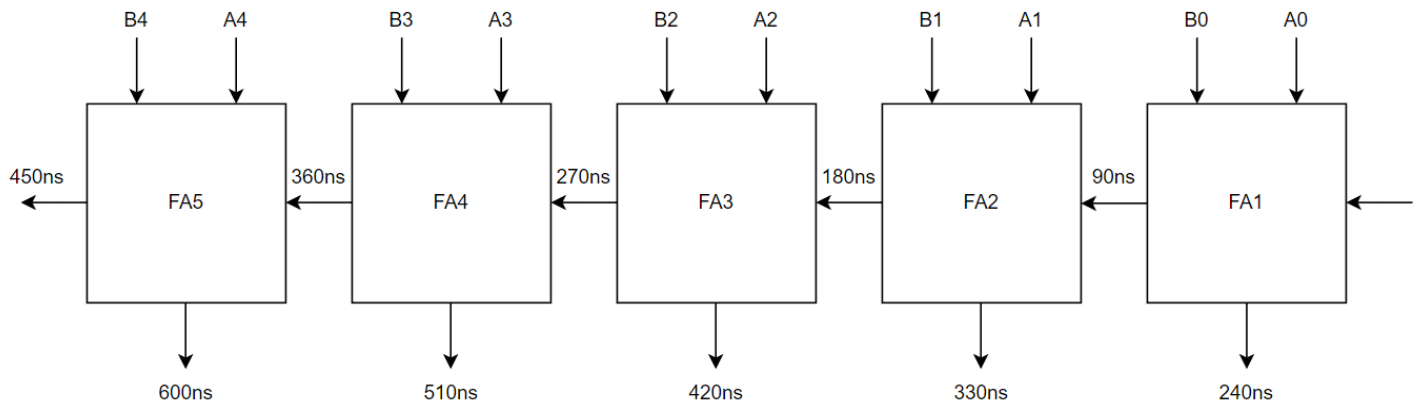 B4 A4 B3 A3 B2 A2 B1 A1 B0 A0
450ns FA5 360ns FA4 270ns FA3 180ns FA2 90ns FA1
600ns 510ns 420ns 330ns 240ns